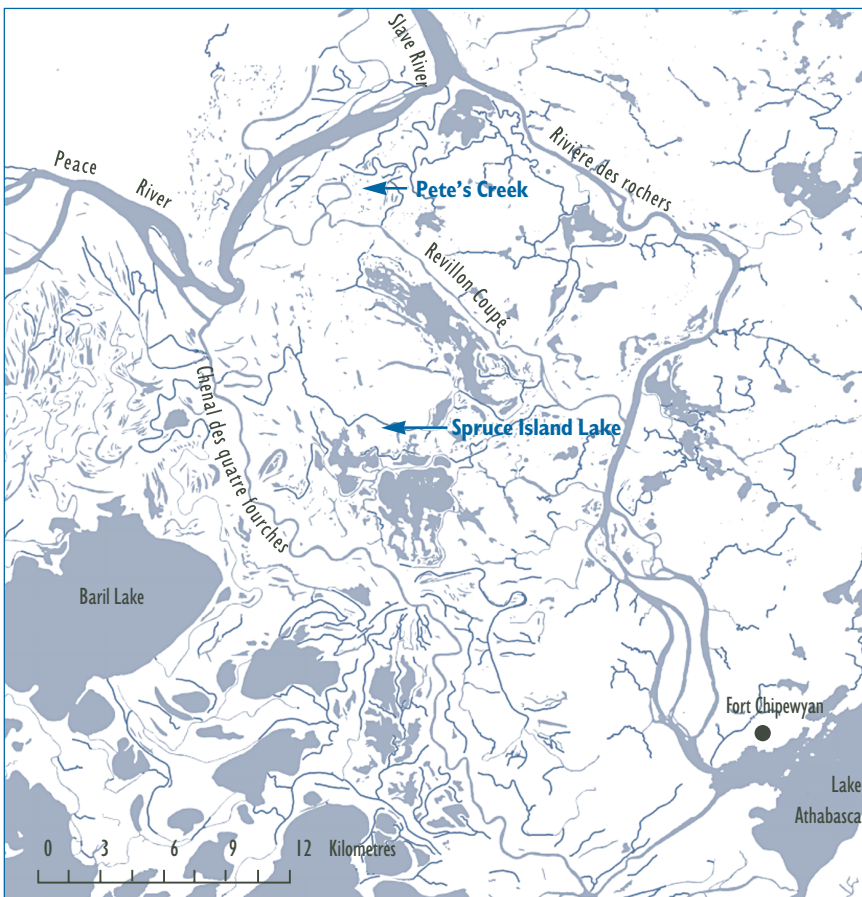 Slave River
Rivière des rochers
Peace
River
Pete's Creek
Revillon Coupé
Chenal des quatre fourches
Spruce Island Lake
Baril Lake
Fort Chipewyan
Lake
Athabasca
0 3 6 9 12 Kilometres